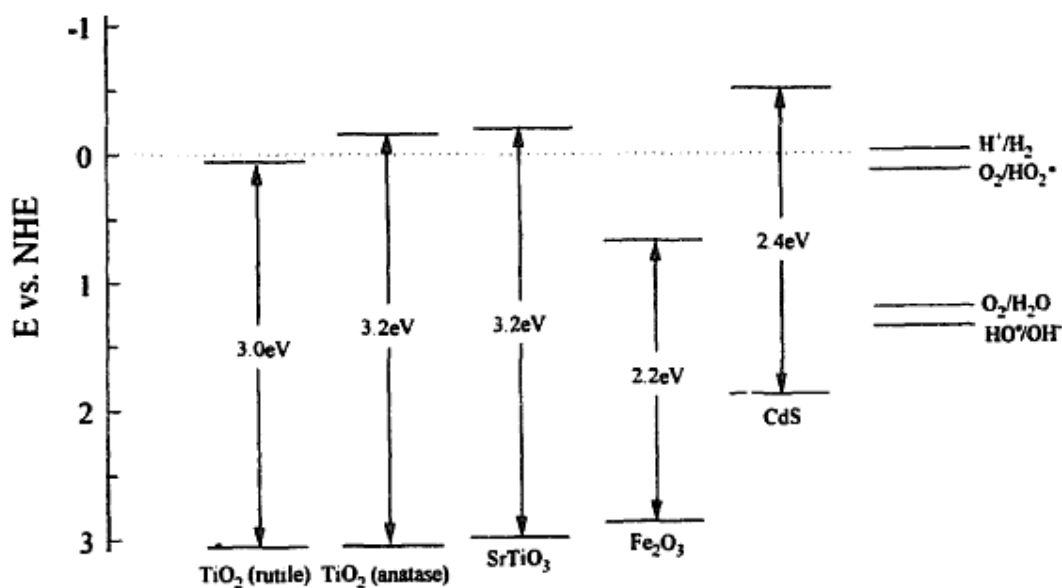 E vs. NHE
-1
0
1
2
3
3.0eV
TiO₂ (rutile)
3.2eV
TiO₂ (anatase)
3.2eV
SrTiO₃
2.2eV
Fe₂O₃
2.4eV
CdS
H⁺/H₂
O₂/HO₂•
O₂/H₂O
HO•/OH⁻